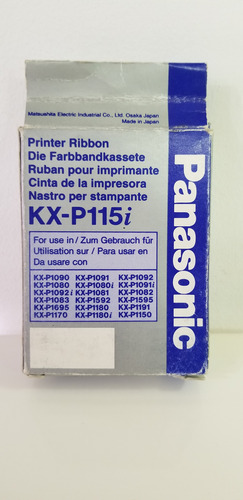 Matsushita Electric Industrial Co., Ltd. Osaka Japan
Made in Japan
Printer Ribbon
Die Farbbandkassete
Ruban pour imprimante
Cinta de la impresora
Nastro per stampante
KX-P115i
Panasonic
For use in / Zum Gebrauch für
Utilisation sur / Para usar en
Da usare con
KX-P1090 KX-P1091 KX-P1092
KX-P1080 KX-P1080i KX-P1091i
KX-P1092i KX-P1081 KX-P1082
KX-P1083 KX-P1592 KX-P1595
KX-P1695 KX-P1180 KX-P1191
KX-P1170 KX-P1180i KX-P1150